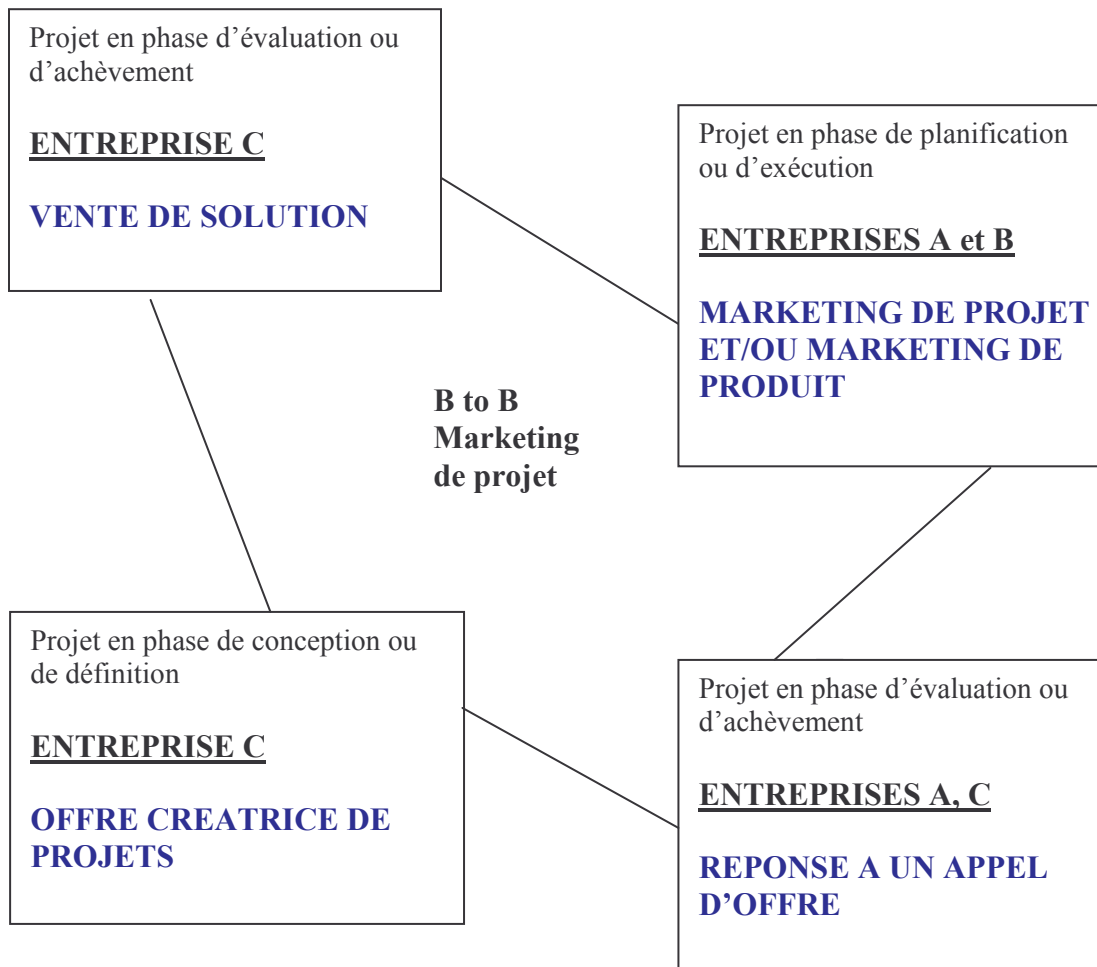 Projet en phase d’évaluation ou
d’achèvement
ENTREPRISE C
VENTE DE SOLUTION
Projet en phase de planification
ou d’exécution
ENTREPRISES A et B
MARKETING DE PROJET
ET/OU MARKETING DE
PRODUIT
B to B
Marketing
de projet
Projet en phase de conception ou
de définition
ENTREPRISE C
OFFRE CREATRICE DE
PROJETS
Projet en phase d’évaluation ou
d’achèvement
ENTREPRISES A, C
REPONSE A UN APPEL
D’OFFRE